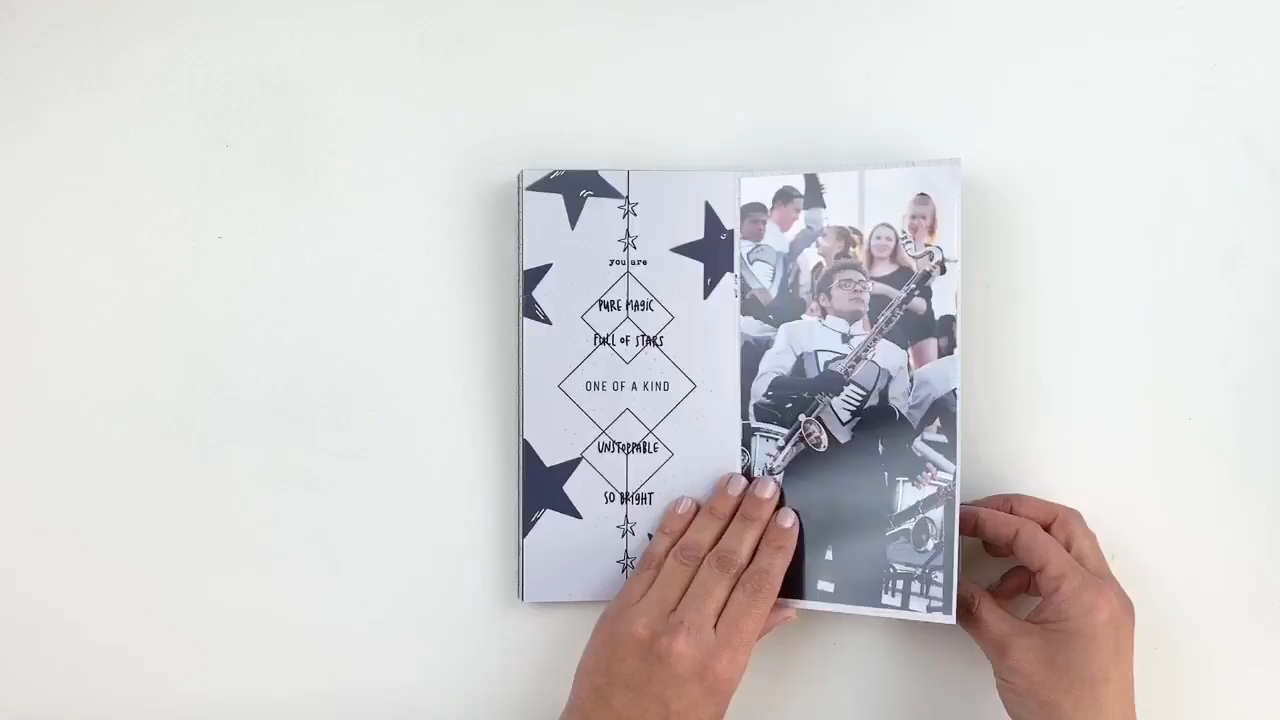 you are
PURE MAGIC
FULL OF STARS
ONE OF A KIND
UNSTOPPABLE
SO BRIGHT